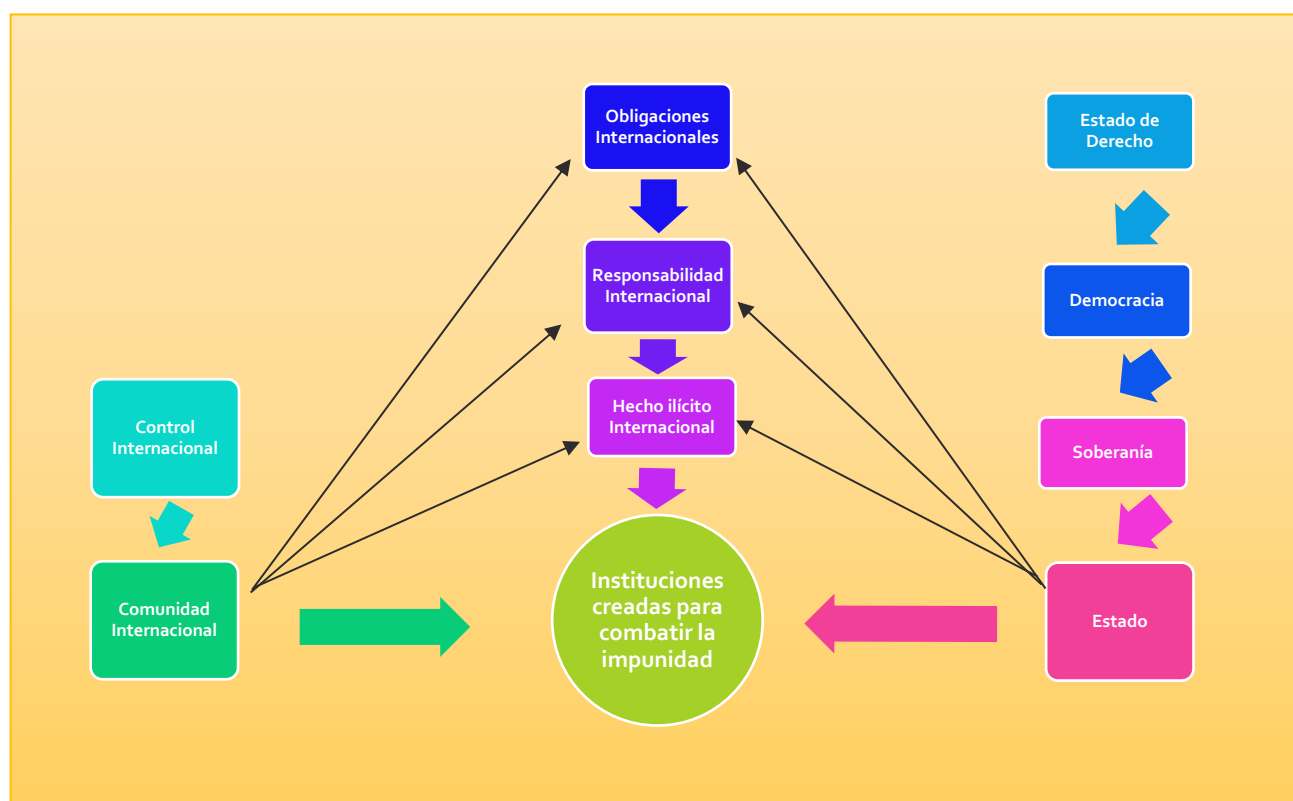 Obligaciones
Internacionales
Estado de
Derecho
Responsabilidad
Internacional
Democracia
Hecho ilícito
Internacional
Control
Internacional
Soberanía
Instituciones
creadas para
combatir la
impunidad
Comunidad
Internacional
Estado